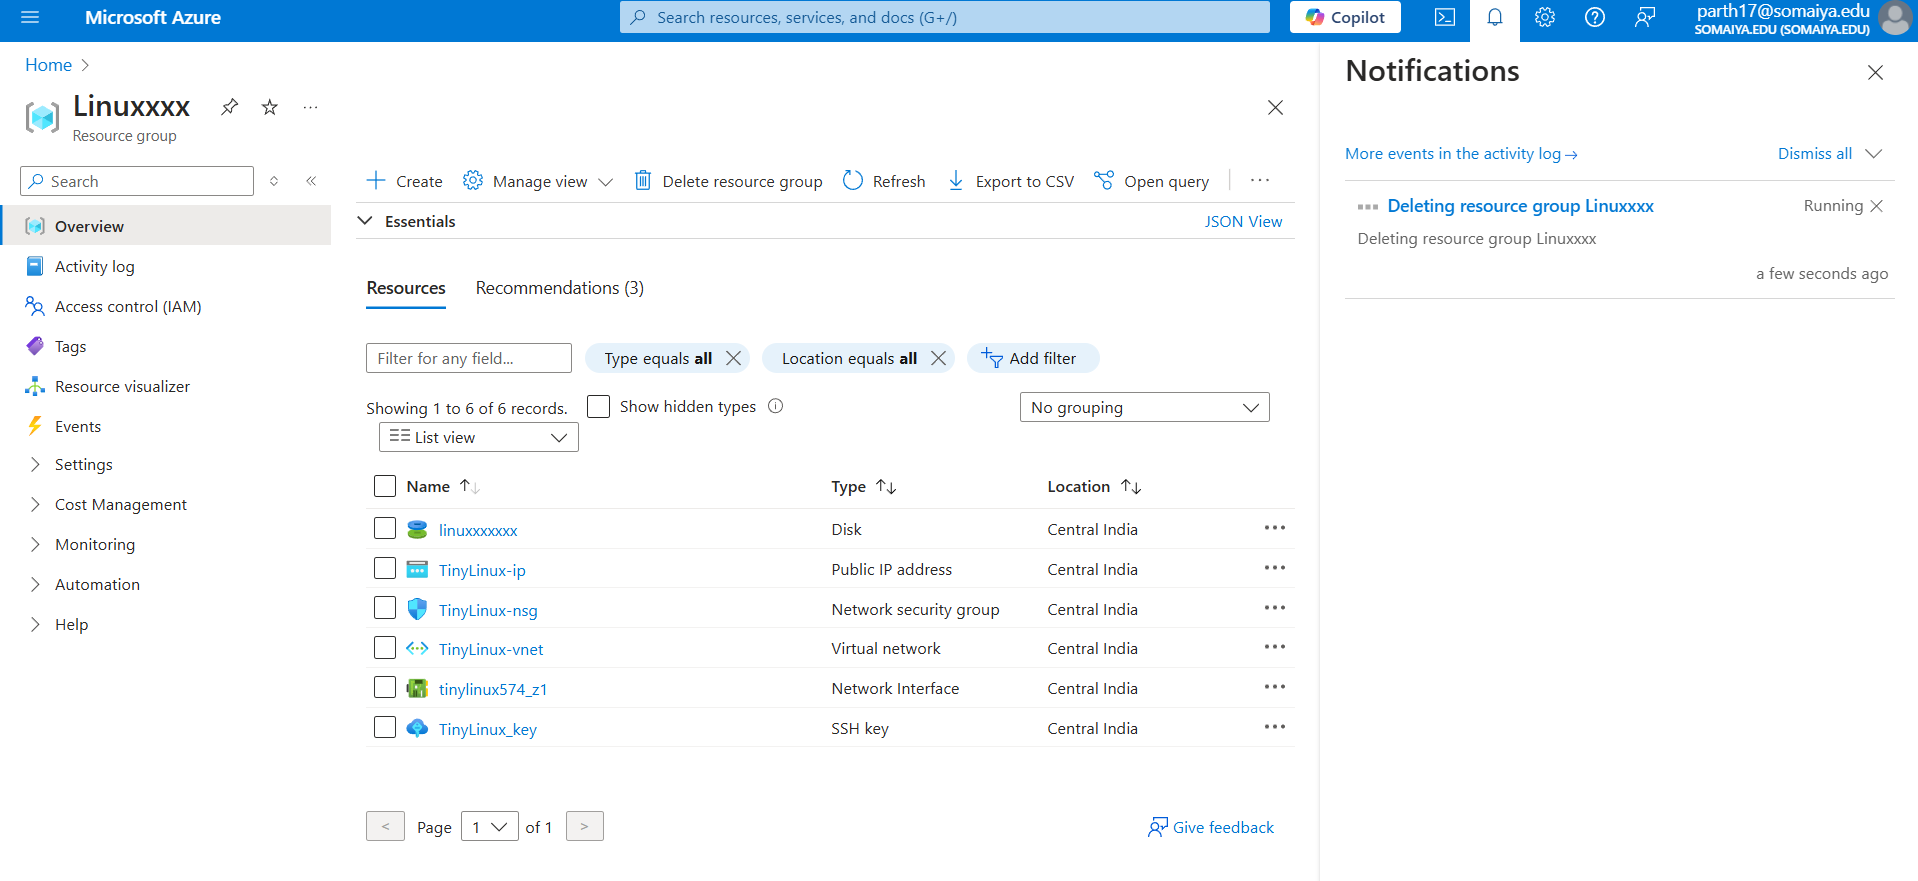 Microsoft Azure
Search resources, services, and docs (G+/)
Copilot
parth17@somaiya.edu
SOMAIYA.EDU (SOMAIYA.EDU)
Home
Linuxxxx
Resource group
Search
Overview
Activity log
Access control (IAM)
Tags
Resource visualizer
Events
Settings
Cost Management
Monitoring
Automation
Help
Create Manage view Delete resource group Refresh Export to CSV Open query
Essentials JSON View
Resources Recommendations (3)
Filter for any field... Type equals all Location equals all Add filter
Showing 1 to 6 of 6 records. Show hidden types No grouping
List view
Name Type Location
linuxxxxxxx Disk Central India
TinyLinux-ip Public IP address Central India
TinyLinux-nsg Network security group Central India
TinyLinux-vnet Virtual network Central India
tinylinux574_z1 Network Interface Central India
TinyLinux_key SSH key Central India
< Page 1 of 1 > Give feedback
Notifications
More events in the activity log → Dismiss all
Deleting resource group Linuxxxx Running
Deleting resource group Linuxxxx
a few seconds ago